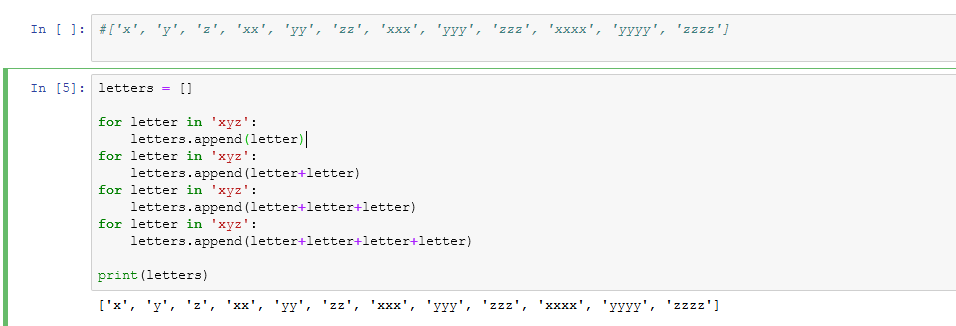 In [ ]: #['x', 'y', 'z', 'xx', 'yy', 'zz', 'xxx', 'yyy', 'zzz', 'xxxx', 'yyyy', 'zzzz']
In [5]: letters = []
for letter in 'xyz':
    letters.append(letter)
for letter in 'xyz':
    letters.append(letter+letter)
for letter in 'xyz':
    letters.append(letter+letter+letter)
for letter in 'xyz':
    letters.append(letter+letter+letter+letter)
print(letters)
['x', 'y', 'z', 'xx', 'yy', 'zz', 'xxx', 'yyy', 'zzz', 'xxxx', 'yyyy', 'zzzz']